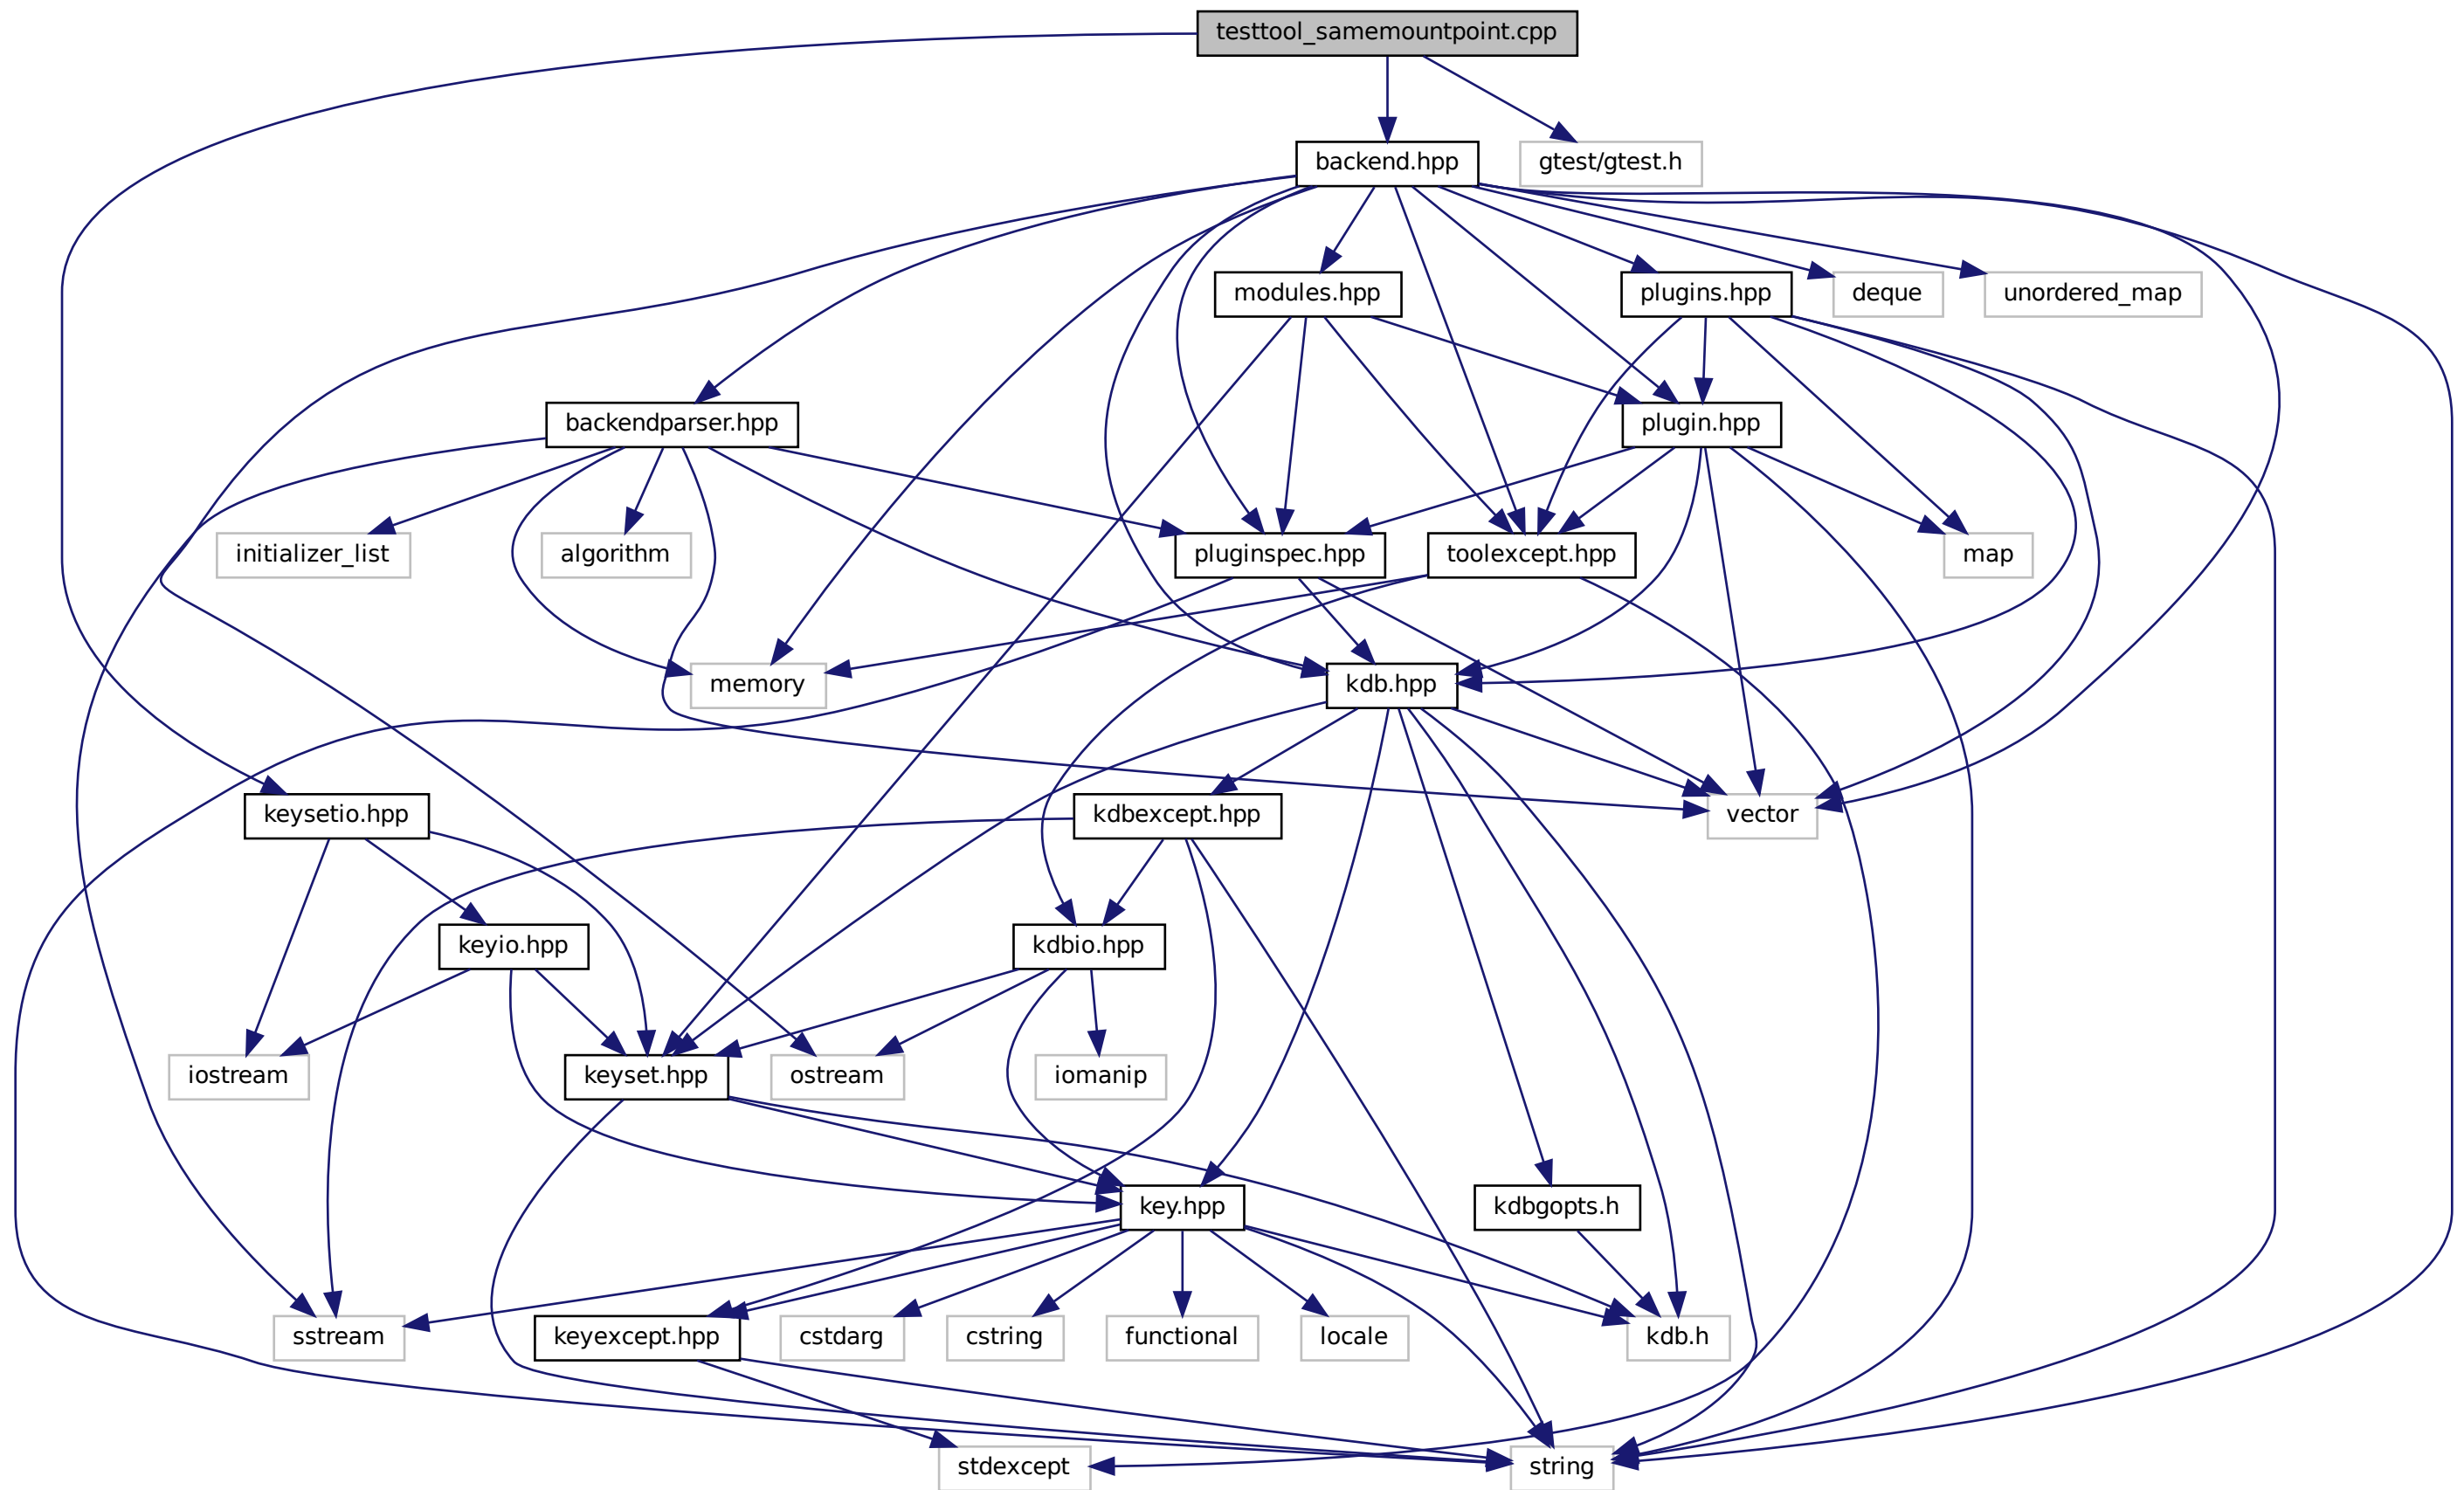 testtool_samemountpoint.cpp
backend.hpp
gtest/gtest.h
modules.hpp
plugins.hpp
deque
unordered_map
backendparser.hpp
plugin.hpp
initializer_list
algorithm
pluginspec.hpp
toolexcept.hpp
map
memory
kdb.hpp
keysetio.hpp
kdbexcept.hpp
vector
keyio.hpp
kdbio.hpp
iostream
keyset.hpp
ostream
iomanip
key.hpp
kdbgopts.h
sstream
keyexcept.hpp
cstdarg
cstring
functional
locale
kdb.h
stdexcept
string